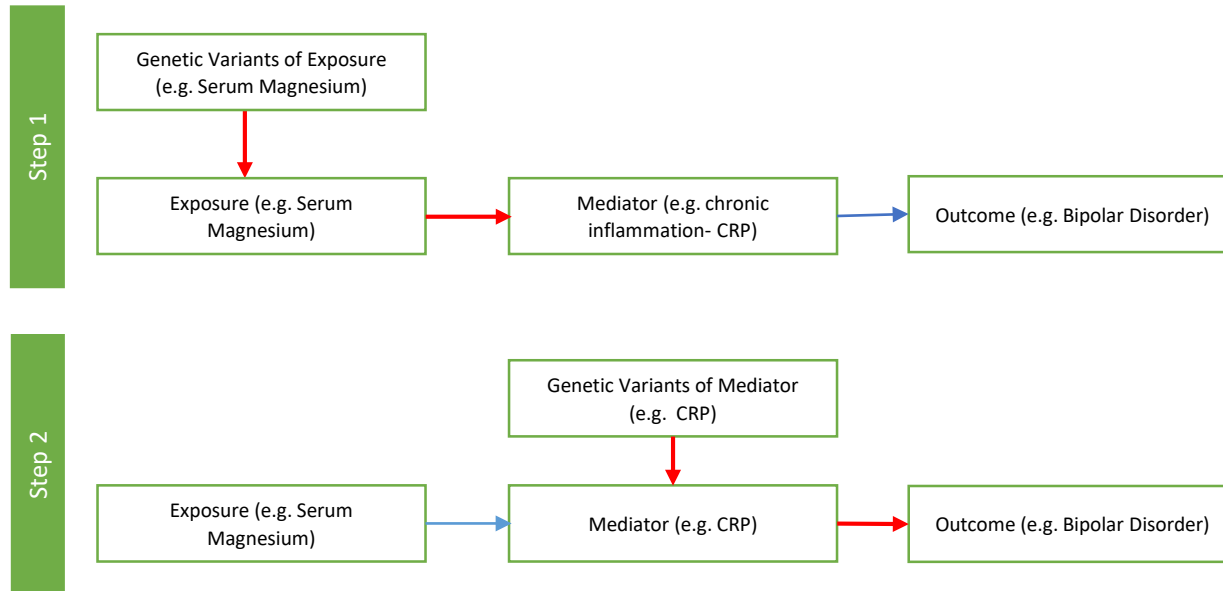 Step 1
Genetic Variants of Exposure
(e.g. Serum Magnesium)
Exposure (e.g. Serum
Magnesium)
Mediator (e.g. chronic
inflammation- CRP)
Outcome (e.g. Bipolar Disorder)
Step 2
Genetic Variants of Mediator
(e.g.  CRP)
Exposure (e.g. Serum
Magnesium)
Mediator (e.g. CRP)
Outcome (e.g. Bipolar Disorder)